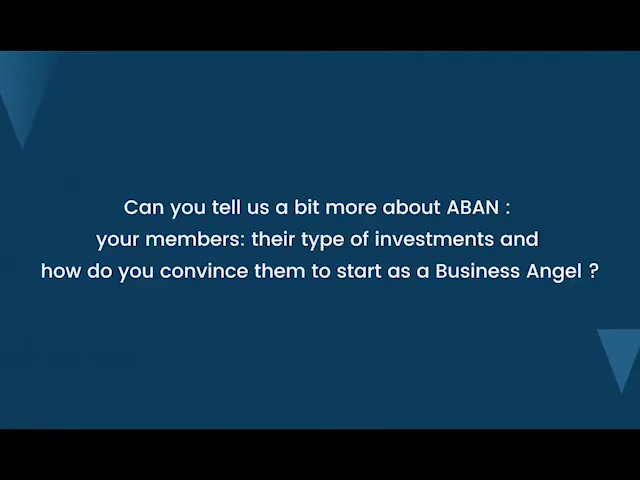 Can you tell us a bit more about ABAN :
your members: their type of investments and
how do you convince them to start as a Business Angel ?